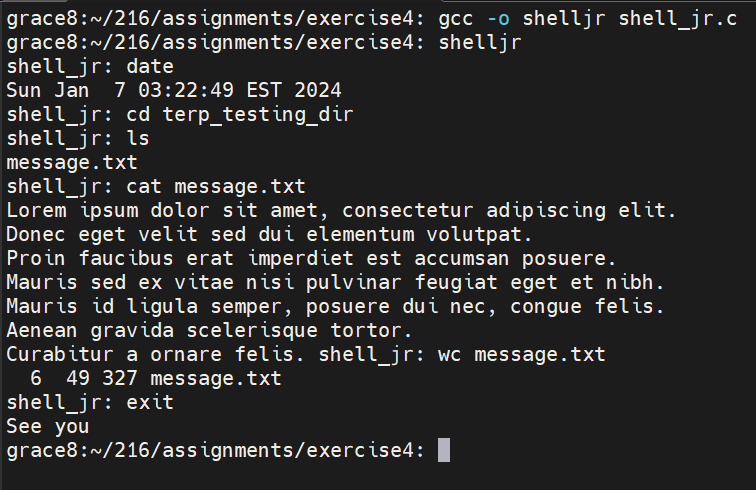 grace8:~/216/assignments/exercise4: gcc -o shelljr shell_jr.c
grace8:~/216/assignments/exercise4: shelljr
shell_jr: date
Sun Jan  7 03:22:49 EST 2024
shell_jr: cd terp_testing_dir
shell_jr: ls
message.txt
shell_jr: cat message.txt
Lorem ipsum dolor sit amet, consectetur adipiscing elit.
Donec eget velit sed dui elementum volutpat.
Proin faucibus erat imperdiet est accumsan posuere.
Mauris sed ex vitae nisi pulvinar feugiat eget et nibh.
Mauris id ligula semper, posuere dui nec, congue felis.
Aenean gravida scelerisque tortor.
Curabitur a ornare felis. shell_jr: wc message.txt
  6  49 327 message.txt
shell_jr: exit
See you
grace8:~/216/assignments/exercise4: